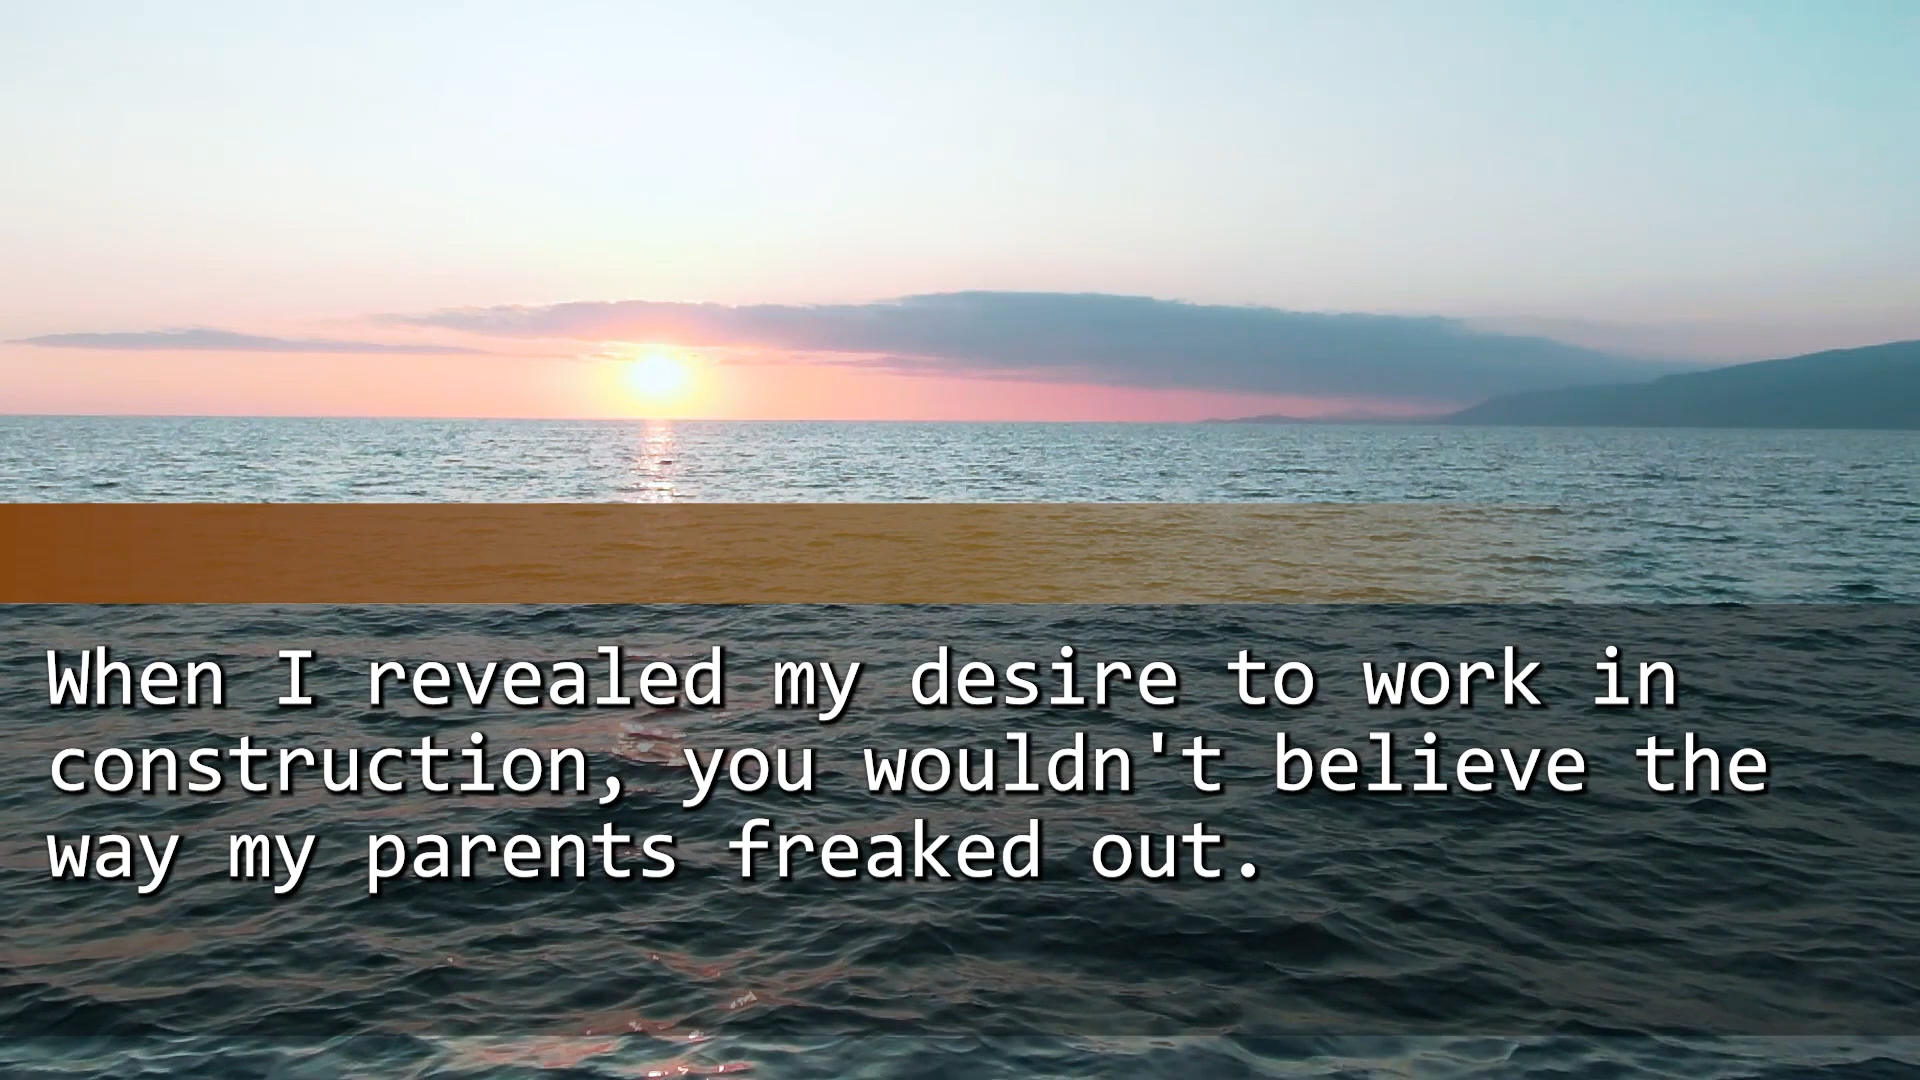 When I revealed my desire to work in
construction, you wouldn't believe the
way my parents freaked out.